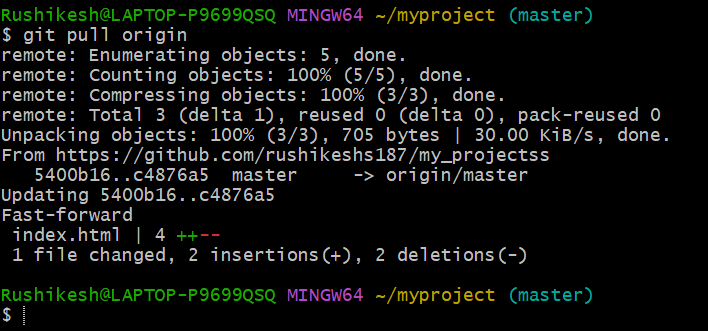 Rushikesh@LAPTOP-P9699QSQ MINGW64 ~/myproject (master)
$ git pull origin
remote: Enumerating objects: 5, done.
remote: Counting objects: 100% (5/5), done.
remote: Compressing objects: 100% (3/3), done.
remote: Total 3 (delta 1), reused 0 (delta 0), pack-reused 0
Unpacking objects: 100% (3/3), 705 bytes | 30.00 KiB/s, done.
From https://github.com/rushikeshs187/my_projectss
   5400b16..c4876a5  master     -> origin/master
Updating 5400b16..c4876a5
Fast-forward
 index.html | 4 ++--
 1 file changed, 2 insertions(+), 2 deletions(-)
Rushikesh@LAPTOP-P9699QSQ MINGW64 ~/myproject (master)
$